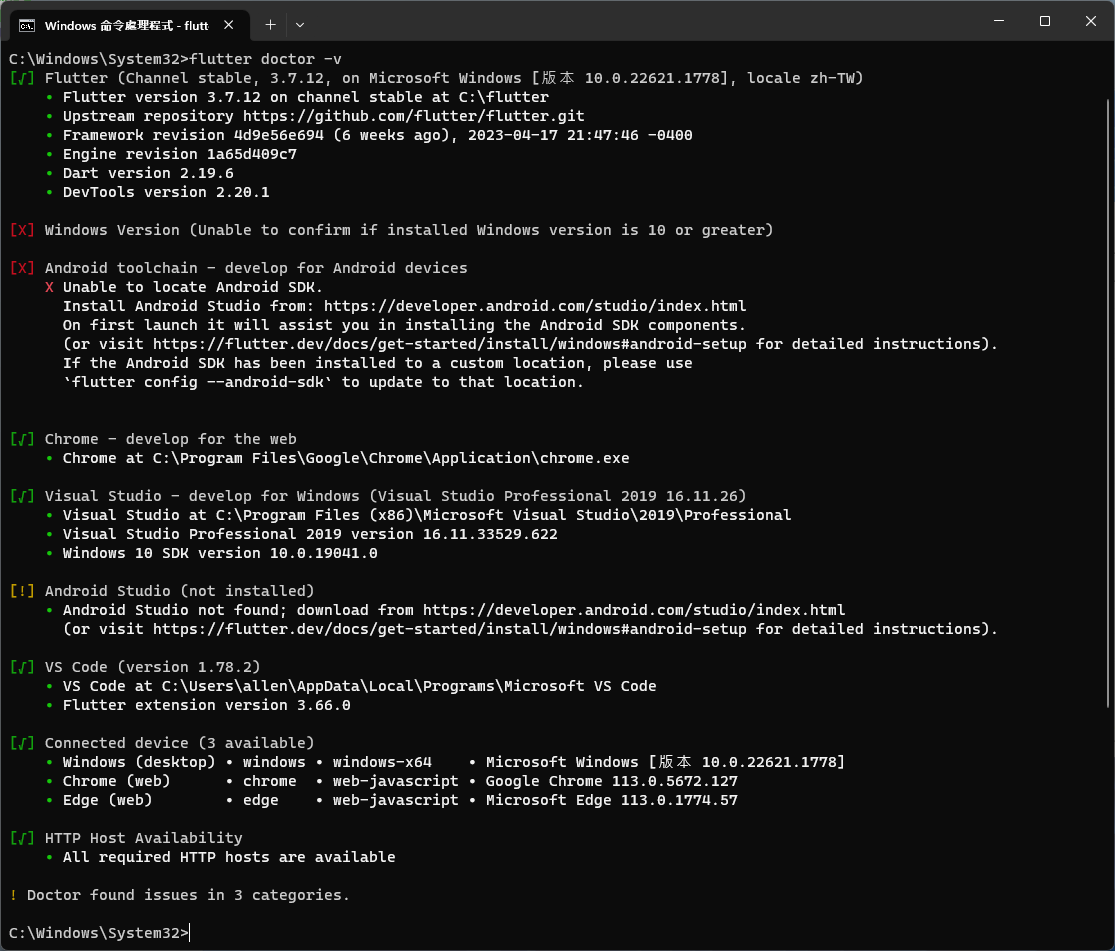 Windows 命令處理程式 - flutt
C:\Windows\System32>flutter doctor -v
[√] Flutter (Channel stable, 3.7.12, on Microsoft Windows [版本 10.0.22621.1778], locale zh-TW)
• Flutter version 3.7.12 on channel stable at C:\flutter
• Upstream repository https://github.com/flutter/flutter.git
• Framework revision 4d9e56e694 (6 weeks ago), 2023-04-17 21:47:46 -0400
• Engine revision 1a65d409c7
• Dart version 2.19.6
• DevTools version 2.20.1
[X] Windows Version (Unable to confirm if installed Windows version is 10 or greater)
[X] Android toolchain - develop for Android devices
X Unable to locate Android SDK.
Install Android Studio from: https://developer.android.com/studio/index.html
On first launch it will assist you in installing the Android SDK components.
(or visit https://flutter.dev/docs/get-started/install/windows#android-setup for detailed instructions).
If the Android SDK has been installed to a custom location, please use
`flutter config --android-sdk` to update to that location.
[√] Chrome - develop for the web
• Chrome at C:\Program Files\Google\Chrome\Application\chrome.exe
[√] Visual Studio - develop for Windows (Visual Studio Professional 2019 16.11.26)
• Visual Studio at C:\Program Files (x86)\Microsoft Visual Studio\2019\Professional
• Visual Studio Professional 2019 version 16.11.33529.622
• Windows 10 SDK version 10.0.19041.0
[!] Android Studio (not installed)
• Android Studio not found; download from https://developer.android.com/studio/index.html
(or visit https://flutter.dev/docs/get-started/install/windows#android-setup for detailed instructions).
[√] VS Code (version 1.78.2)
• VS Code at C:\Users\allen\AppData\Local\Programs\Microsoft VS Code
• Flutter extension version 3.66.0
[√] Connected device (3 available)
• Windows (desktop) • windows • windows-x64    • Microsoft Windows [版本 10.0.22621.1778]
• Chrome (web)      • chrome  • web-javascript • Google Chrome 113.0.5672.127
• Edge (web)        • edge    • web-javascript • Microsoft Edge 113.0.1774.57
[√] HTTP Host Availability
• All required HTTP hosts are available
! Doctor found issues in 3 categories.
C:\Windows\System32>